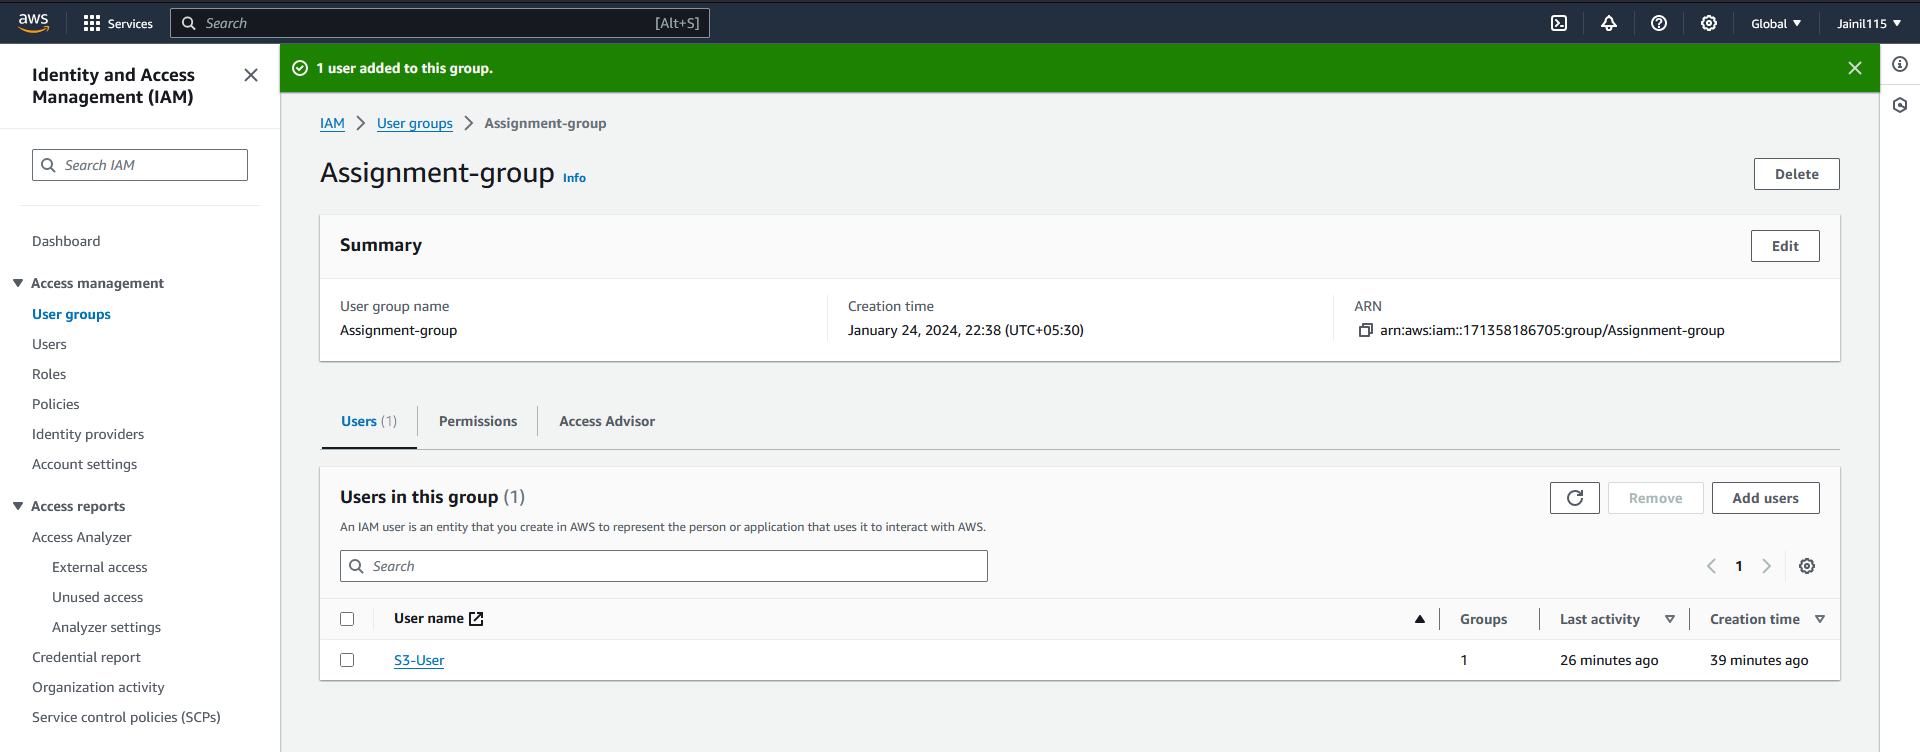 aws
Services
Search
[Alt+S]
Global
Jainil115
Identity and Access
Management (IAM)
Search IAM
Dashboard
Access management
User groups
Users
Roles
Policies
Identity providers
Account settings
Access reports
Access Analyzer
External access
Unused access
Analyzer settings
Credential report
Organization activity
Service control policies (SCPs)
1 user added to this group.
IAM
User groups
Assignment-group
Assignment-group Info
Delete
Summary
Edit
User group name
Assignment-group
Creation time
January 24, 2024, 22:38 (UTC+05:30)
ARN
arn:aws:iam::171358186705:group/Assignment-group
Users (1)
Permissions
Access Advisor
Users in this group (1)
Remove
Add users
An IAM user is an entity that you create in AWS to represent the person or application that uses it to interact with AWS.
Search
1
User name
Groups
Last activity
Creation time
S3-User
1
26 minutes ago
39 minutes ago